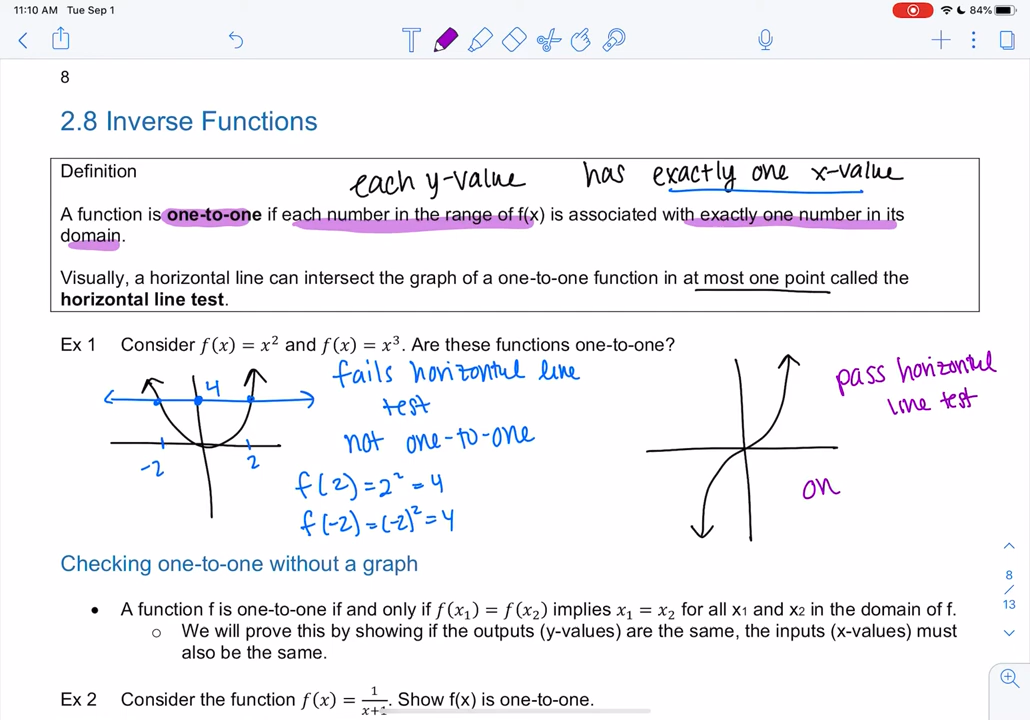 11:10 AM Tue Sep 1
84%
T
8
2.8 Inverse Functions
Definition
each y-value has exactly one x-value
A function is one-to-one if each number in the range of f(x) is associated with exactly one number in its
domain.
Visually, a horizontal line can intersect the graph of a one-to-one function in at most one point called the
horizontal line test.
Ex 1 Consider f(x) = x² and f(x) = x³. Are these functions one-to-one?
4
-2
2
fails horizontal line
test
not one-to-one
f(2) = 2² = 4
f(-2) = (-2)² = 4
pass horizontal
line test
on
Checking one-to-one without a graph
• A function f is one-to-one if and only if f(x₁) = f(x₂) implies x₁ = x₂ for all x1 and x2 in the domain of f.
o We will prove this by showing if the outputs (y-values) are the same, the inputs (x-values) must
also be the same.
8
/
13
Ex 2 Consider the function f(x) = 1/(x+1). Show f(x) is one-to-one.